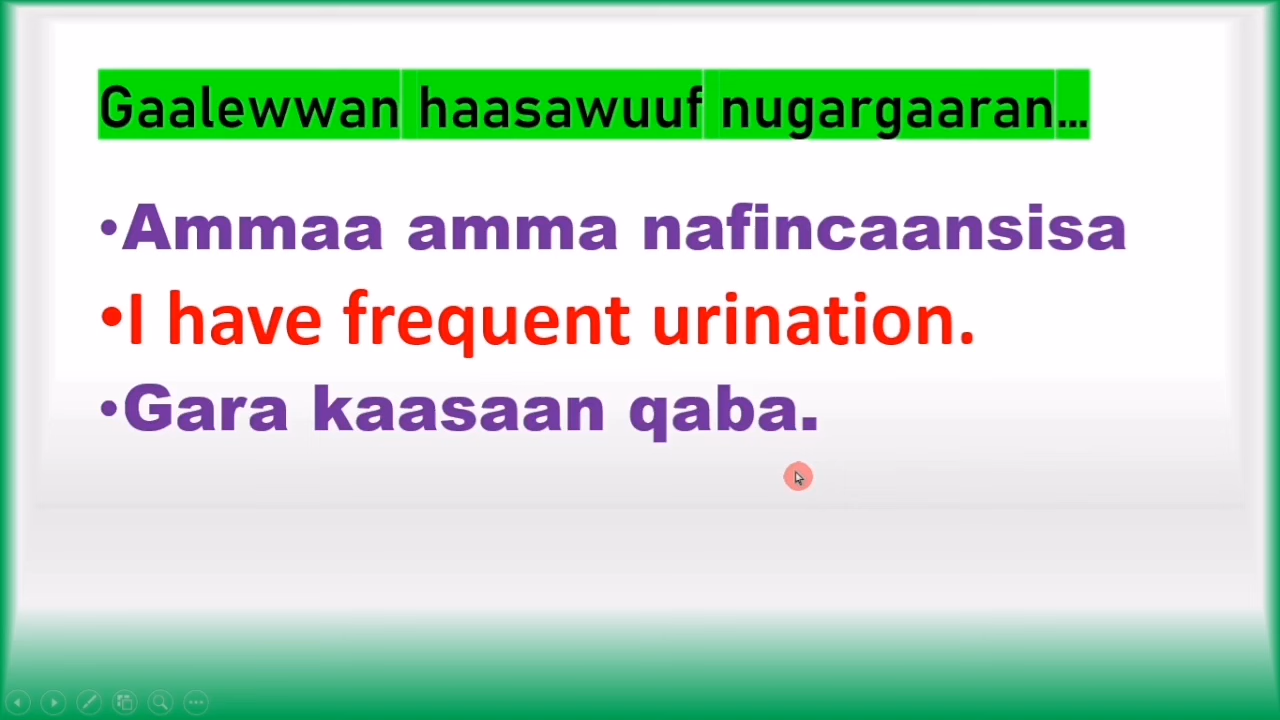 Gaalewwan haasawuuf nugargaaran...
•Ammaa amma nafincaansisa
•I have frequent urination.
•Gara kaasaan qaba.